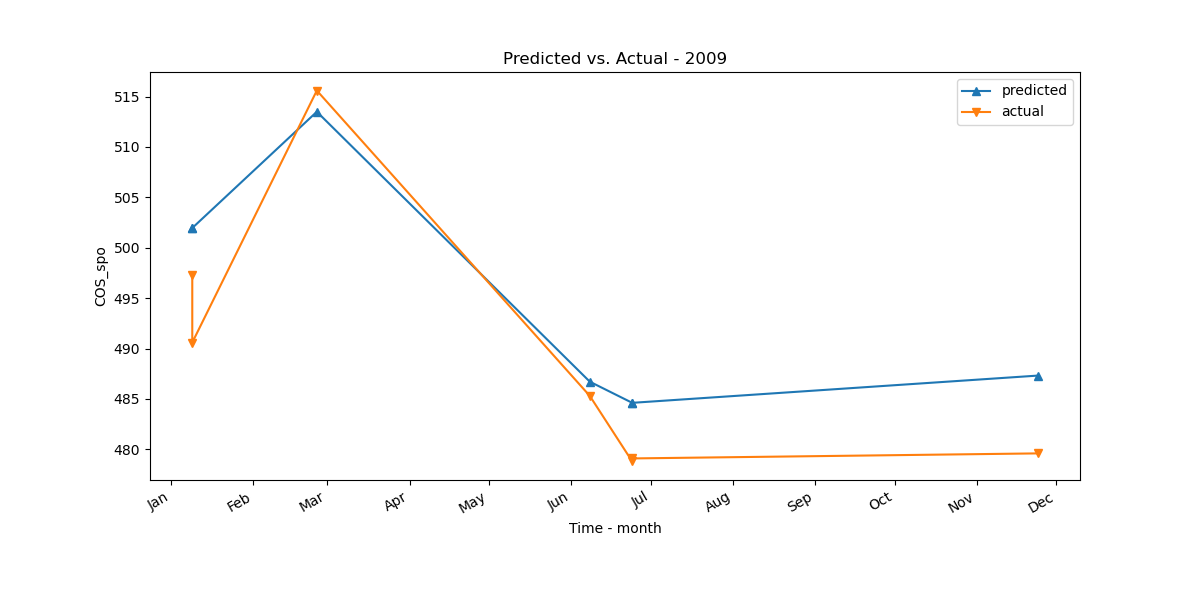 Predicted vs. Actual - 2009
predicted
actual
515
510
505
500
495
490
485
480
COS_spo
Jan Feb Mar Apr May Jun Jul Aug Sep Oct Nov Dec
Time - month